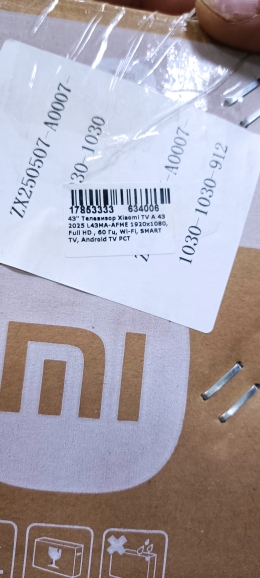 ZX250507-A0007-
30-1030
-A0007-
1030-1030-912
17853333 634006
43" Телевизор Xiaomi TV A 43
2025 L43MA-AFME 1920x1080,
Full HD , 60 Гц, Wi-Fi, SMART
TV, Android TV РСТ
mi